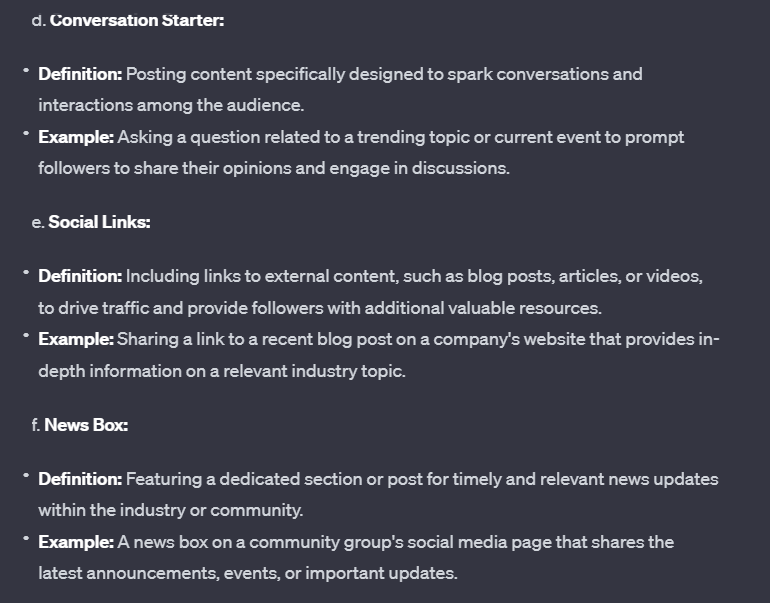 d. Conversation Starter:
• Definition: Posting content specifically designed to spark conversations and
interactions among the audience.
• Example: Asking a question related to a trending topic or current event to prompt
followers to share their opinions and engage in discussions.
e. Social Links:
• Definition: Including links to external content, such as blog posts, articles, or videos,
to drive traffic and provide followers with additional valuable resources.
• Example: Sharing a link to a recent blog post on a company's website that provides in-
depth information on a relevant industry topic.
f. News Box:
• Definition: Featuring a dedicated section or post for timely and relevant news updates
within the industry or community.
• Example: A news box on a community group's social media page that shares the
latest announcements, events, or important updates.